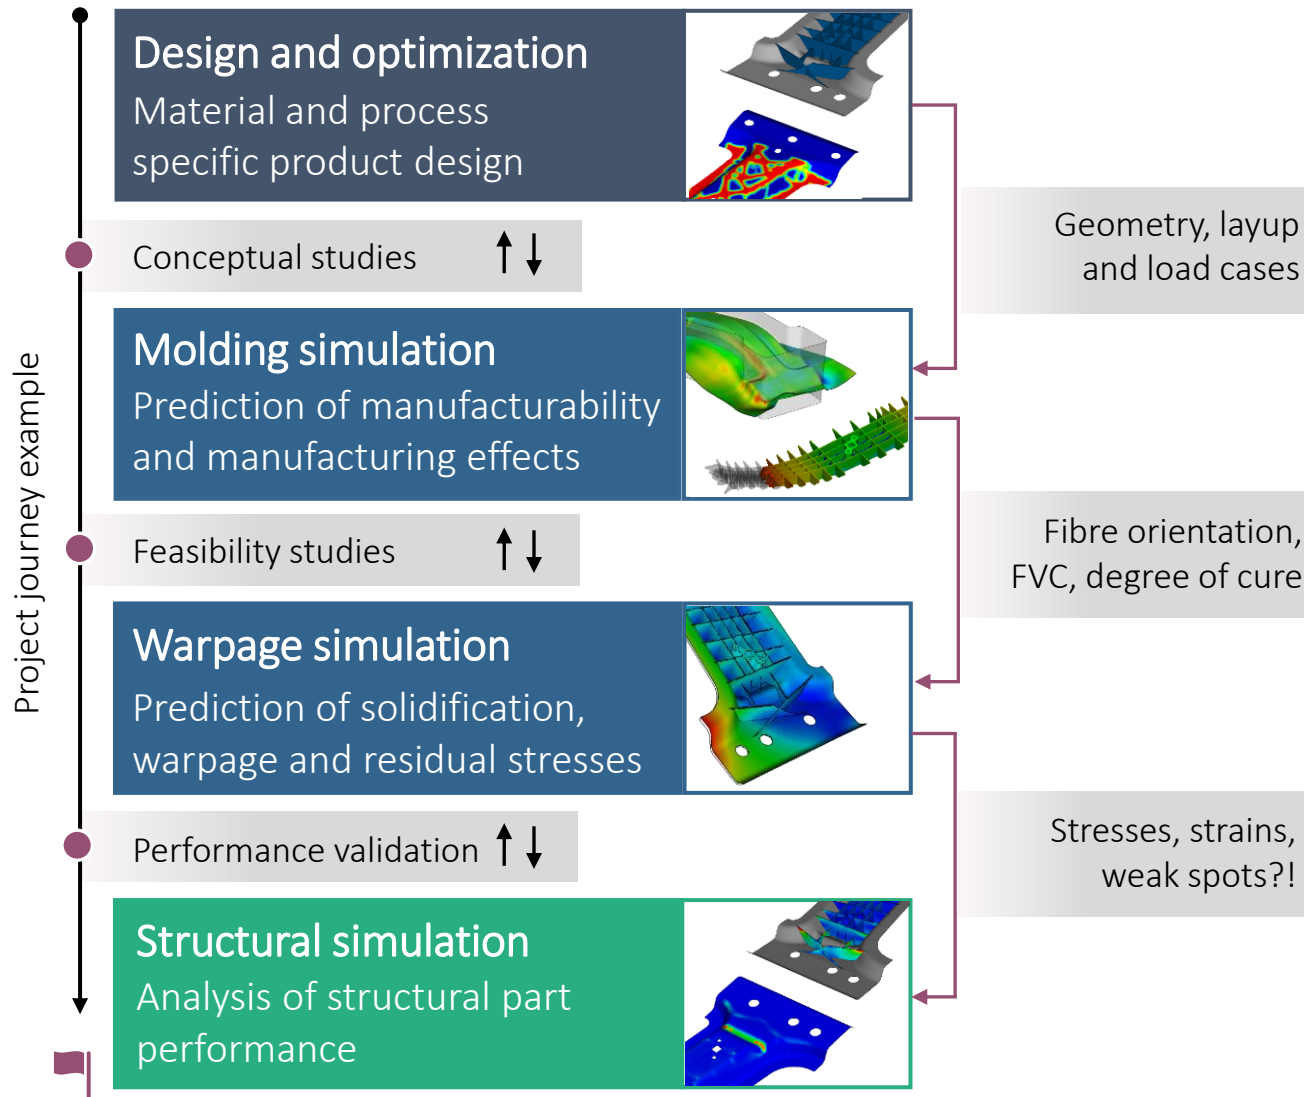 Project journey example
Design and optimization
Material and process
specific product design
Geometry, layup
and load cases
Conceptual studies
Molding simulation
Prediction of manufacturability
and manufacturing effects
Fibre orientation,
FVC, degree of cure
Feasibility studies
Warpage simulation
Prediction of solidification,
warpage and residual stresses
Stresses, strains,
weak spots?!
Performance validation
Structural simulation
Analysis of structural part
performance